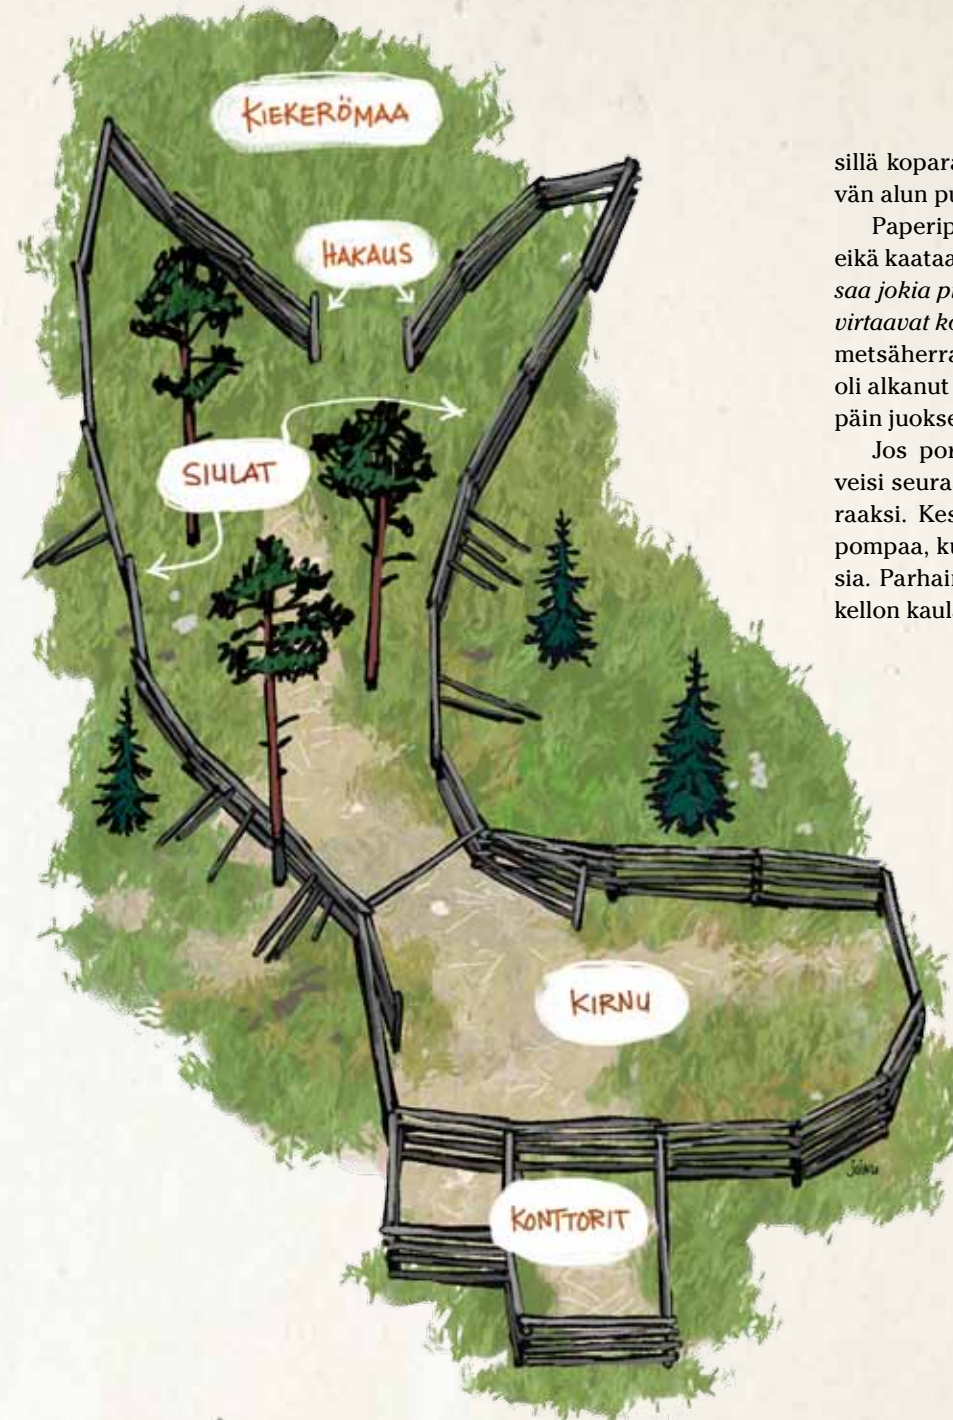 KIEKERÖMAA
HAKAUS
SIULAT
KIRNU
KONTTORIT
sillä kopara
vän alun pu
Paperip
eikä kaataa
saa jokia pu
virtaavat ko
metsäherra
oli alkanut
päin juokse
Jos por
veisi seura
raaksi. Kes
pompaa, ku
sia. Parhain
kellon kaula